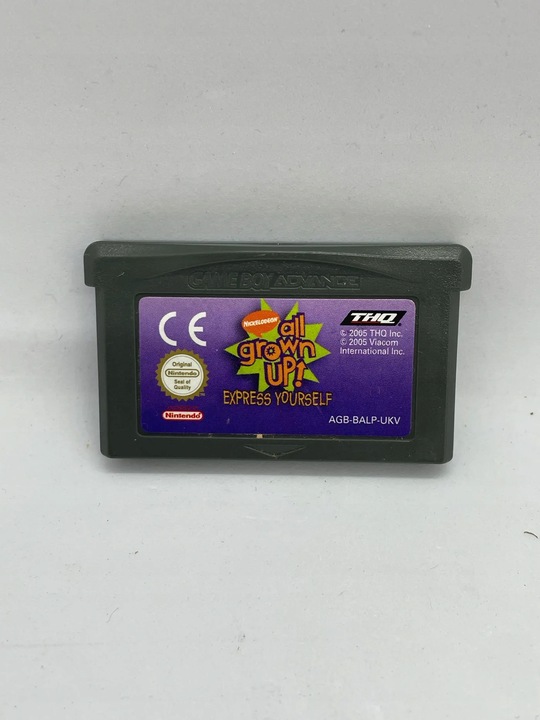 GAME BOY ADVANCE
CE
Original
Nintendo
Seal of
Quality
Nintendo
NICKELODEON
all
grown
UP!
EXPRESS YOURSELF
THQ
© 2005 THQ Inc.
© 2005 Viacom
International Inc.
AGB-BALP-UKV